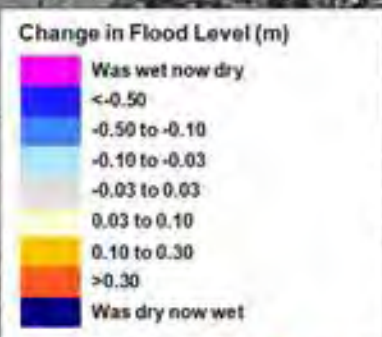 Change in Flood Level (m)
Was wet now dry
<-0.50
-0.50 to -0.10
-0.10 to -0.03
-0.03 to 0.03
0.03 to 0.10
0.10 to 0.30
>0.30
Was dry now wet